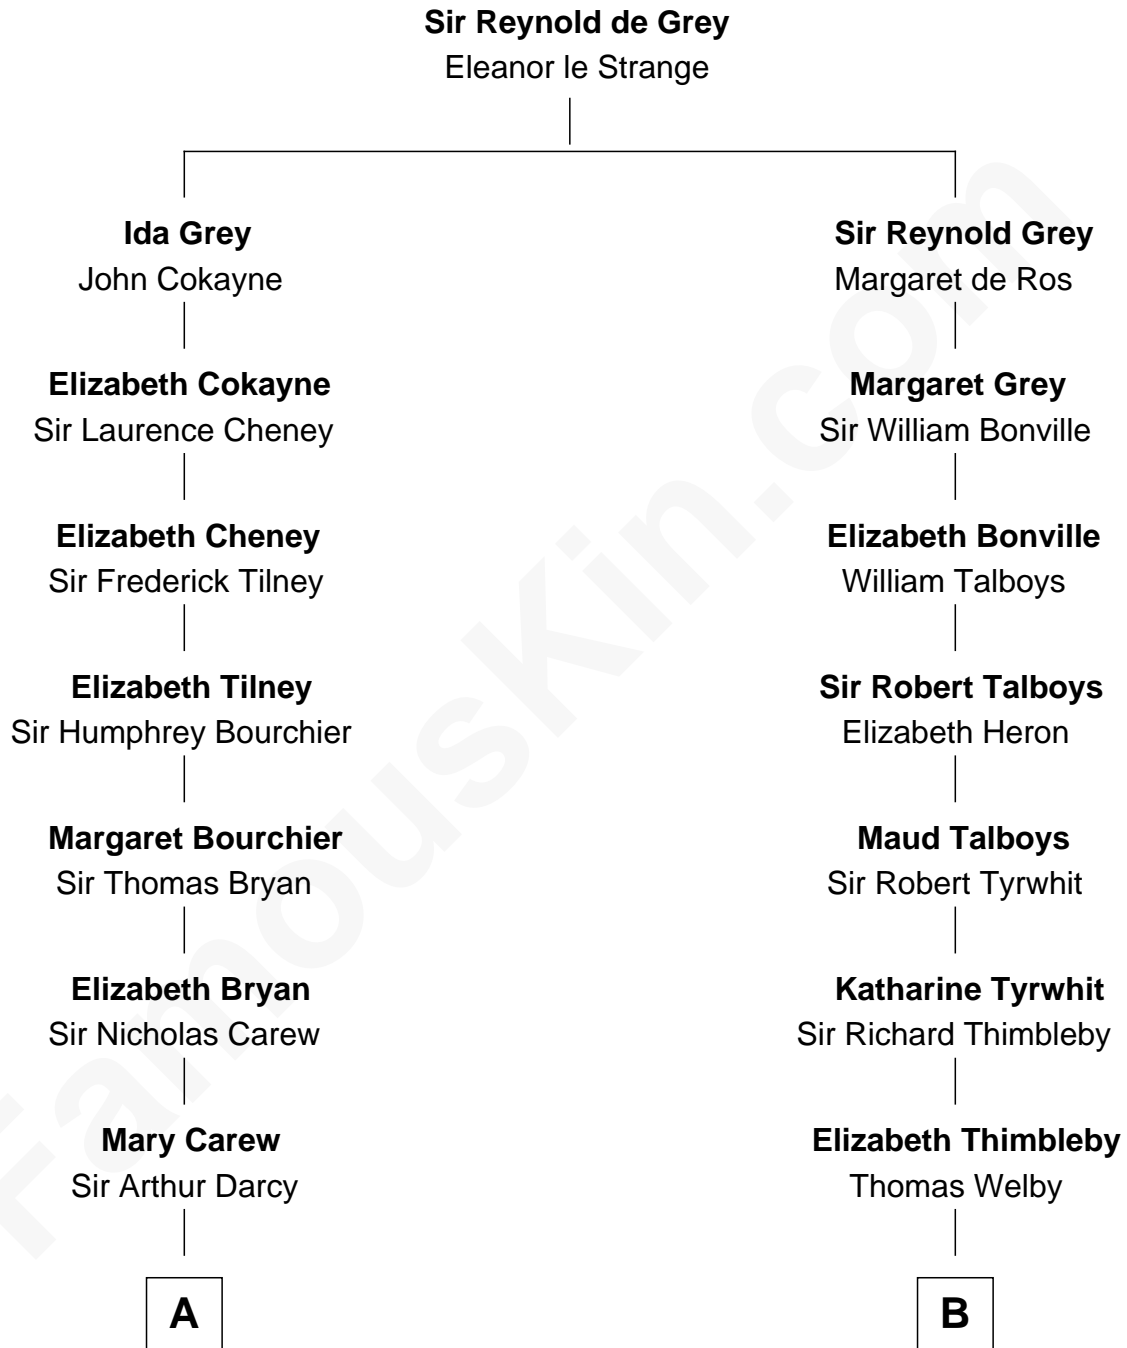 Sir Reynold de Grey
Eleanor le Strange
Ida Grey
John Cokayne
Sir Reynold Grey
Margaret de Ros
Elizabeth Cokayne
Sir Laurence Cheney
Margaret Grey
Sir William Bonville
Elizabeth Cheney
Sir Frederick Tilney
Elizabeth Bonville
William Talboys
Elizabeth Tilney
Sir Humphrey Bourchier
Sir Robert Talboys
Elizabeth Heron
Margaret Bourchier
Sir Thomas Bryan
Maud Talboys
Sir Robert Tyrwhit
Elizabeth Bryan
Sir Nicholas Carew
Katharine Tyrwhit
Sir Richard Thimbleby
Mary Carew
Sir Arthur Darcy
Elizabeth Thimbleby
Thomas Welby
A
B
FamousKin.com